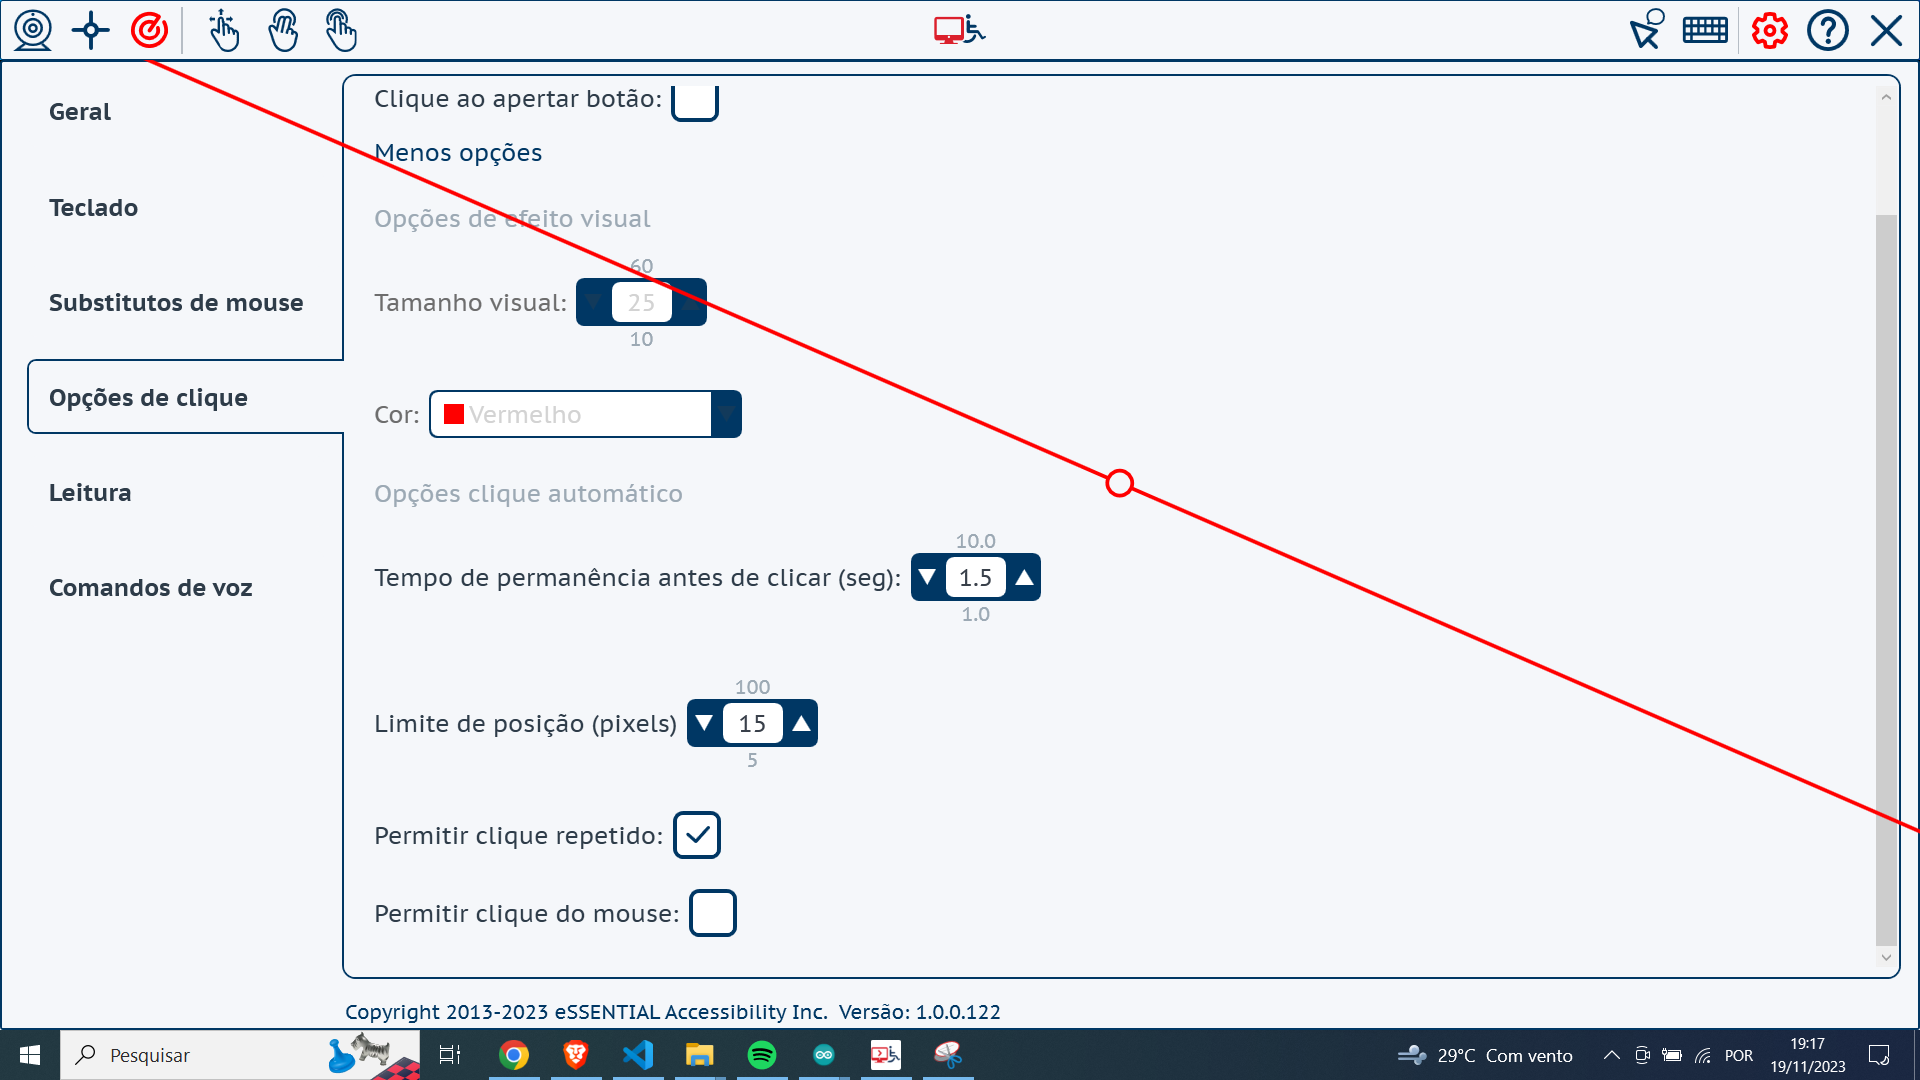 Geral
Teclado
Substitutos de mouse
Opções de clique
Leitura
Comandos de voz
Clique ao apertar botão:
Menos opções
Opções de efeito visual
60
Tamanho visual: 25
10
Cor: Vermelho
Opções clique automático
10.0
Tempo de permanência antes de clicar (seg): 1.5
1.0
100
Limite de posição (pixels) 15
5
Permitir clique repetido:
Permitir clique do mouse:
Copyright 2013-2023 eSSENTIAL Accessibility Inc. Versão: 1.0.0.122
Pesquisar
29°C Com vento
POR
19:17
19/11/2023